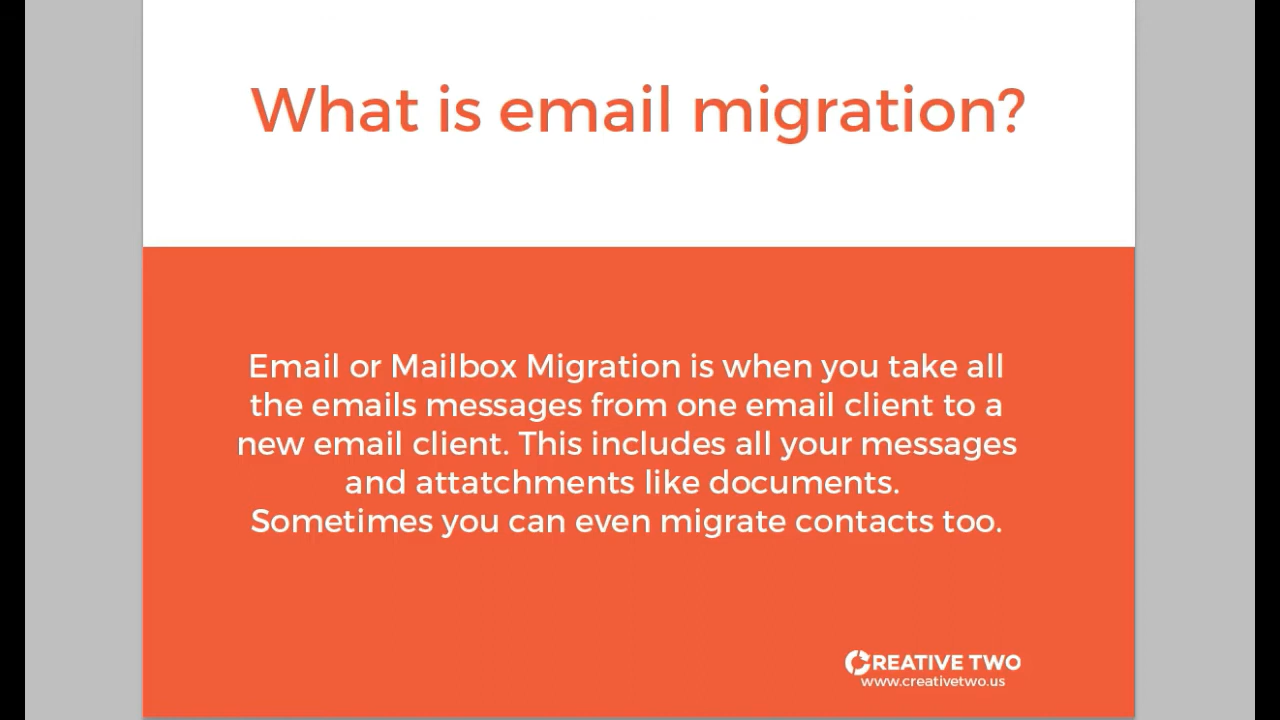 What is email migration?
Email or Mailbox Migration is when you take all
the emails messages from one email client to a
new email client. This includes all your messages
and attatchments like documents.
Sometimes you can even migrate contacts too.
CREATIVE TWO
www.creativetwo.us